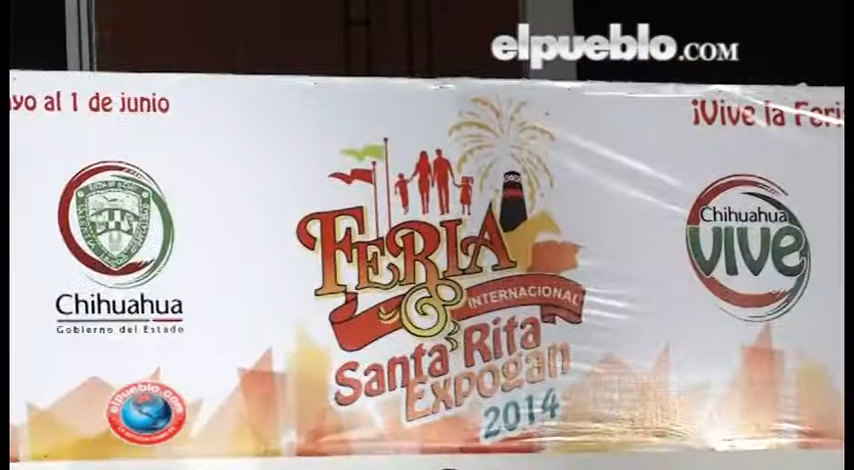 elpueblo.com
yo al 1 de junio
¡Vive la Feri
Chihuahua
Gobierno del Estado
FERIA
INTERNACIONAL
&
Santa Rita
Expogan
2014
Chihuahua
vive
elpueblo.com